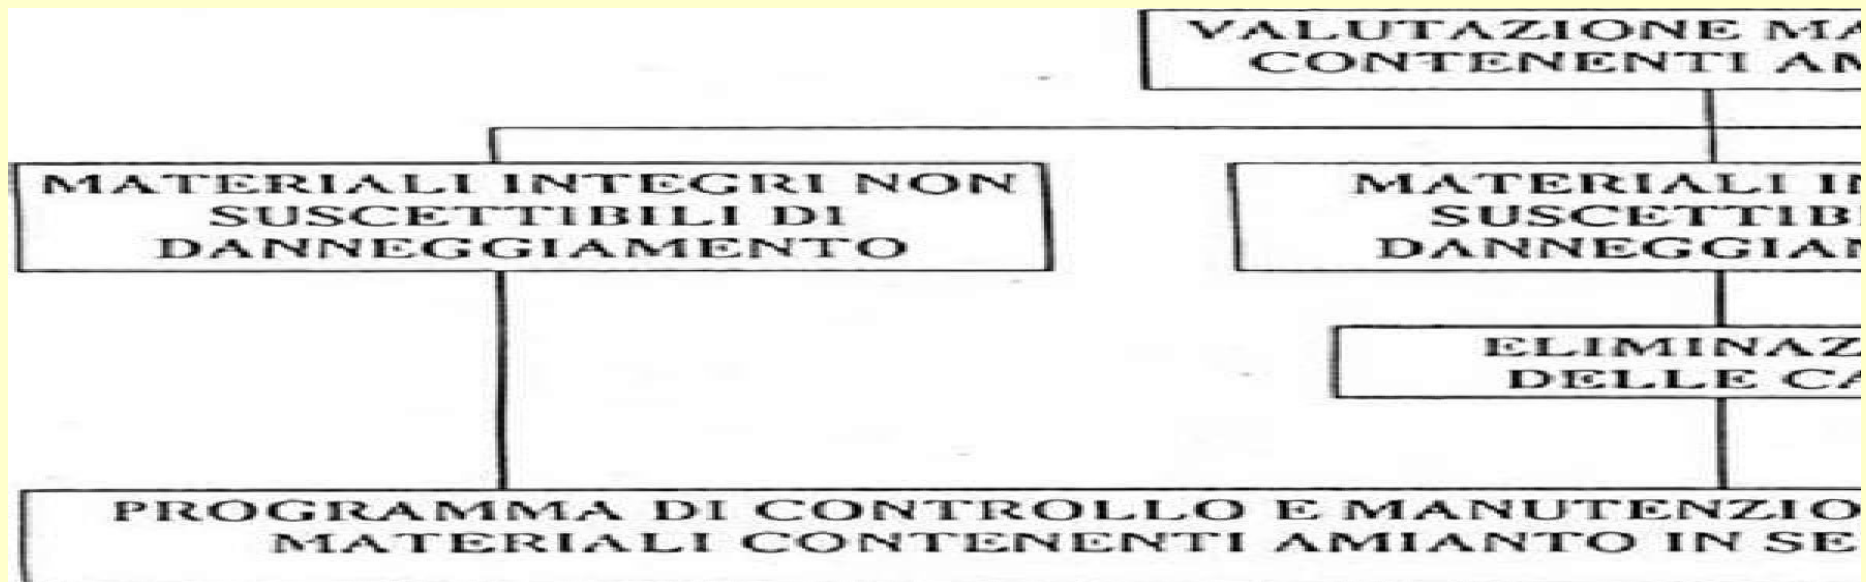 VALUTAZIONE MA
CONTENENTI AM
MATERIALI INTEGRI NON
SUSCETTIBILI DI
DANNEGGIAMENTO
MATERIALI IN
SUSCETTIBI
DANNEGGIAM
ELIMINAZ
DELLE CA
PROGRAMMA DI CONTROLLO E MANUTENZIO
MATERIALI CONTENENTI AMIANTO IN SE